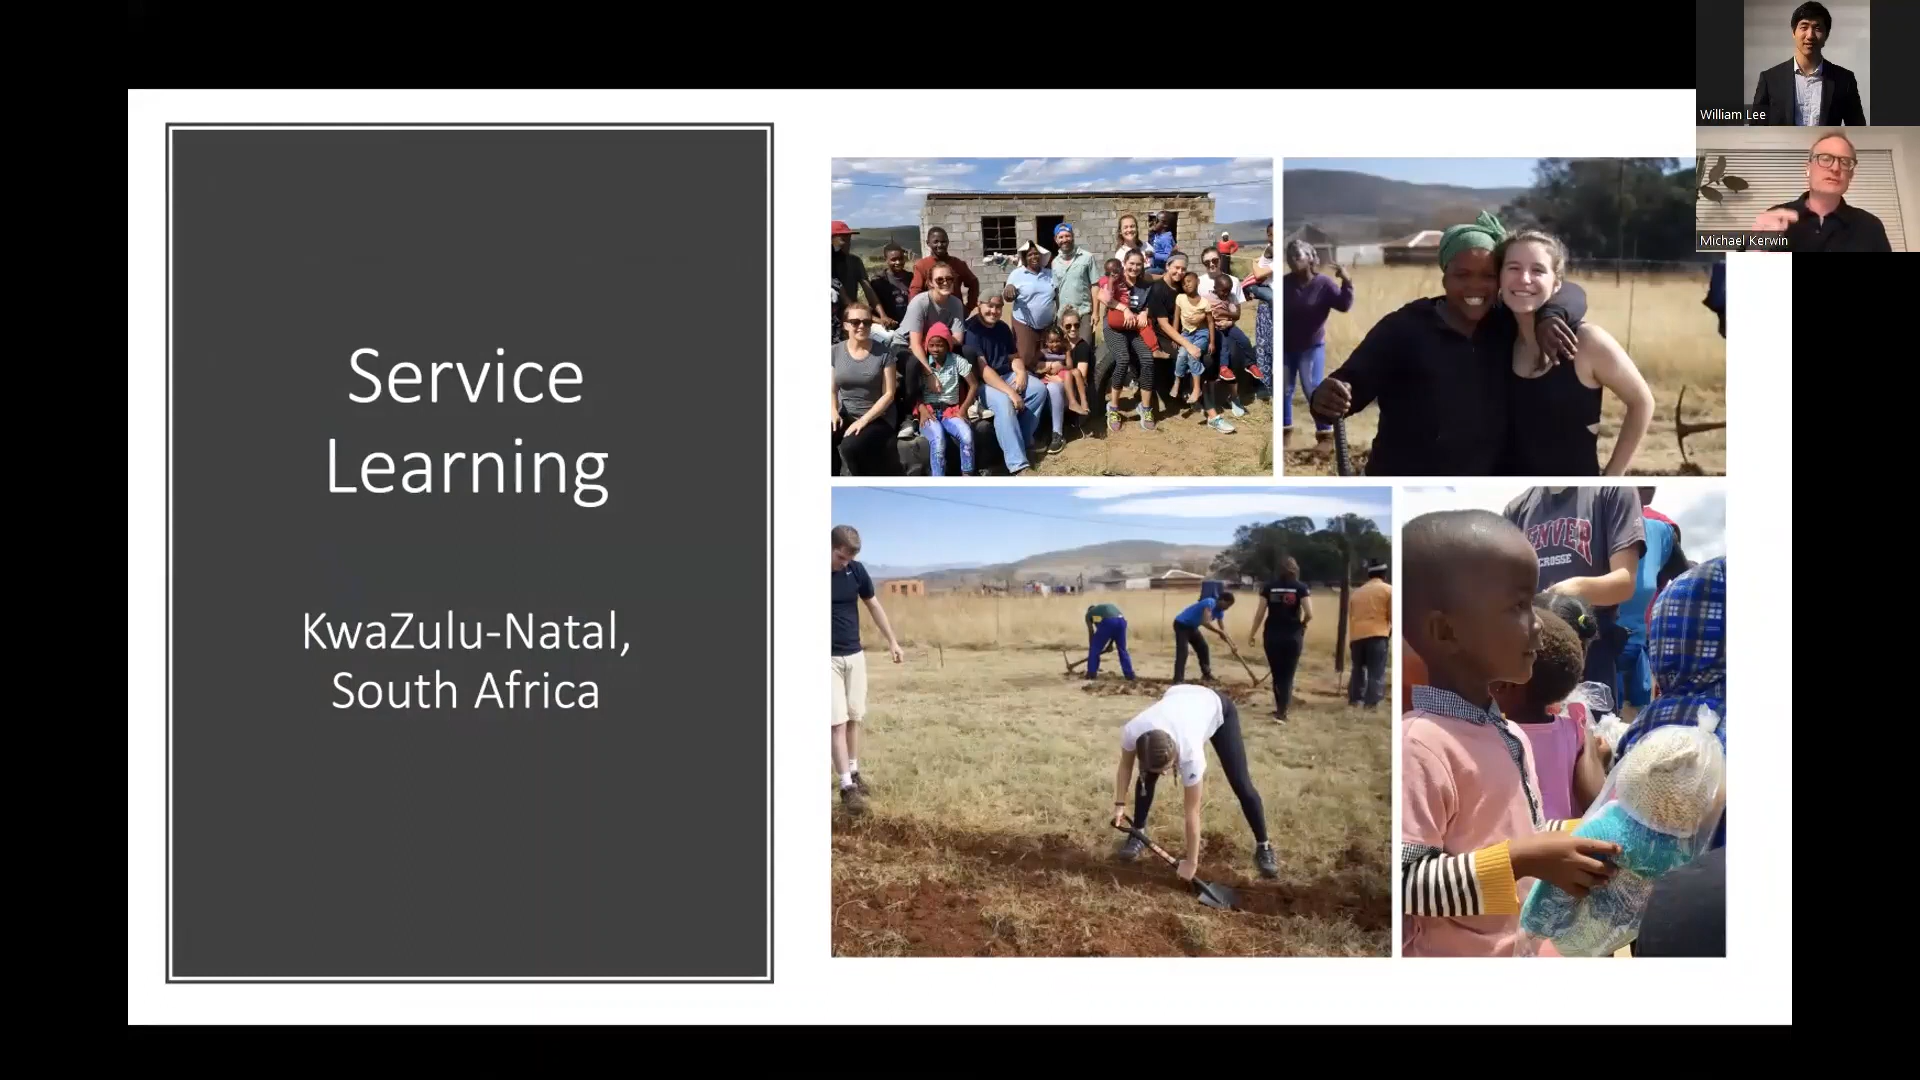 William Lee
Michael Kerwin
Service
Learning
KwaZulu-Natal,
South Africa
ENVER
CROSSE